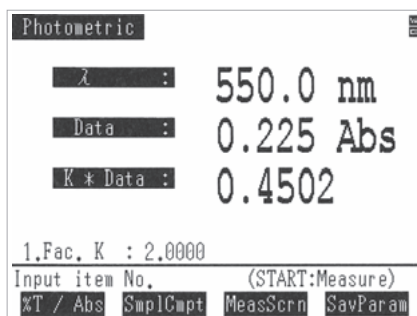 Photometric
λ : 550.0 nm
Data : 0.225 Abs
K * Data : 0.4502
1.Fac. K : 2.0000
Input item No. (START:Measure)
%T / Abs SmplCmpt MeasScrn SavParam